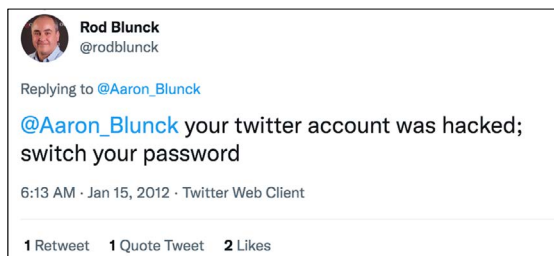 Rod Blunck
@rodblunck
Replying to @Aaron_Blunck
@Aaron_Blunck your twitter account was hacked;
switch your password
6:13 AM · Jan 15, 2012 · Twitter Web Client
1 Retweet 1 Quote Tweet 2 Likes